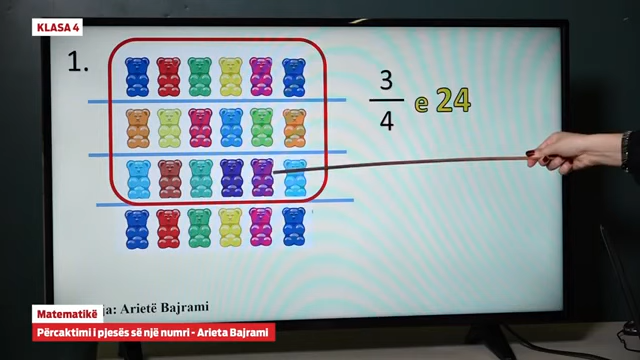 KLASA 4
1.
3
4
e 24
: Arietë Bajrami
Matematikë
Përcaktimi i pjesës së një numri - Arieta Bajrami